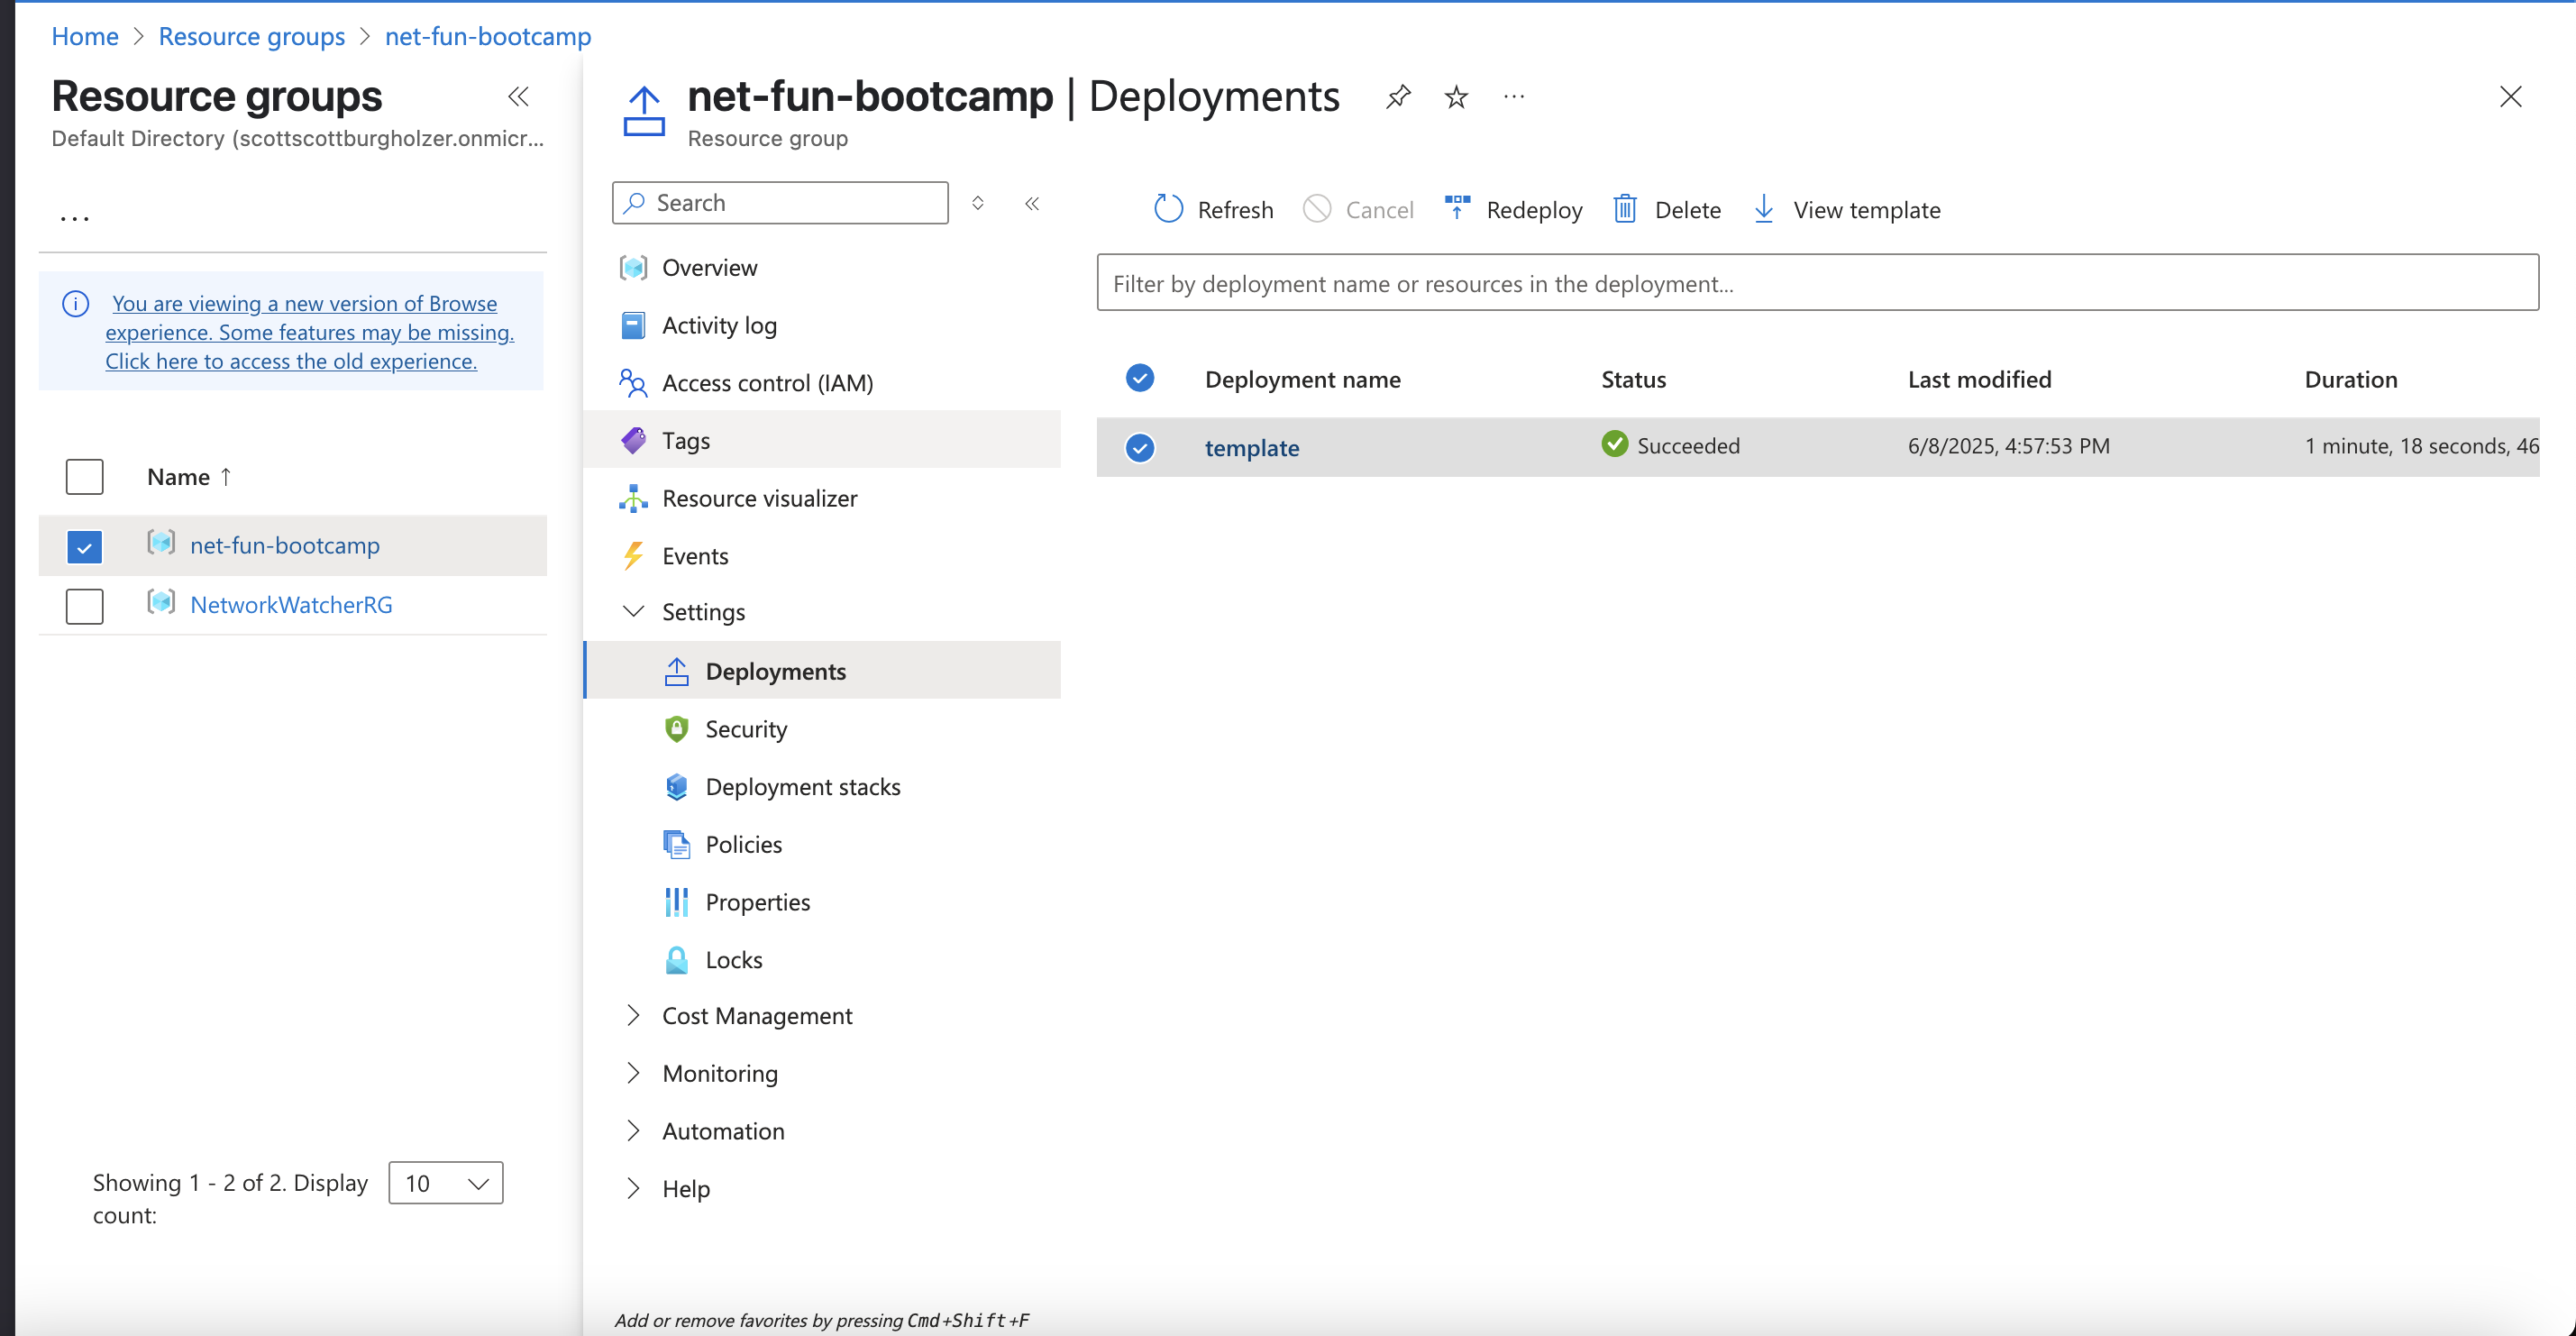 Home > Resource groups > net-fun-bootcamp
Resource groups
Default Directory (scottscottburgholzer.onmicr...
...
You are viewing a new version of Browse
experience. Some features may be missing.
Click here to access the old experience.
Name ↑
net-fun-bootcamp
NetworkWatcherRG
Showing 1 - 2 of 2. Display
count:
10
net-fun-bootcamp | Deployments
Resource group
Search
Overview
Activity log
Access control (IAM)
Tags
Resource visualizer
Events
Settings
Deployments
Security
Deployment stacks
Policies
Properties
Locks
Cost Management
Monitoring
Automation
Help
Add or remove favorites by pressing Cmd+Shift+F
Refresh Cancel Redeploy Delete View template
Filter by deployment name or resources in the deployment...
Deployment name Status Last modified Duration
template Succeeded 6/8/2025, 4:57:53 PM 1 minute, 18 seconds, 46